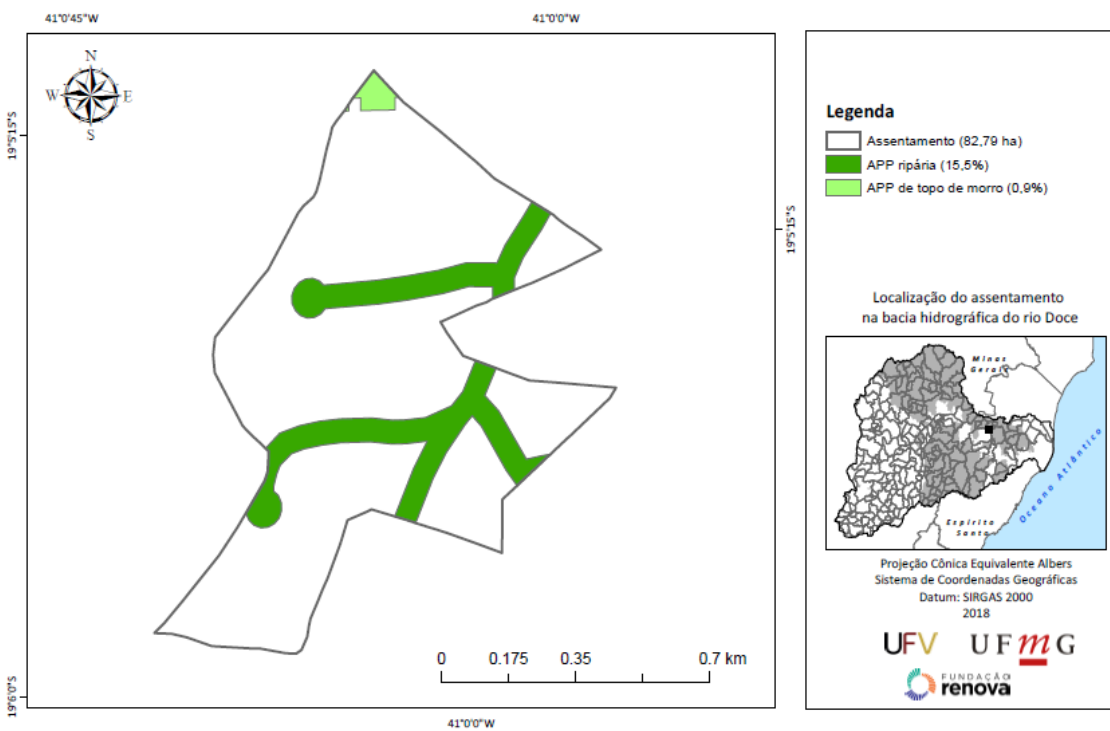 41°0'45"W
41°0'0"W
N
W
E
S
19°5'15"S
19°5'15"S
19°6'0"S
0 0.175 0.35 0.7 km
41°0'0"W
Legenda
Assentamento (82,79 ha)
APP ripária (15,5%)
APP de topo de morro (0,9%)
Localização do assentamento
na bacia hidrográfica do rio Doce
Minas
Gerais
Oceano Atlântico
Espírito
Santo
Projeção Cônica Equivalente Albers
Sistema de Coordenadas Geográficas
Datum: SIRGAS 2000
2018
UFV UFmG
FUNDAÇÃO
renova